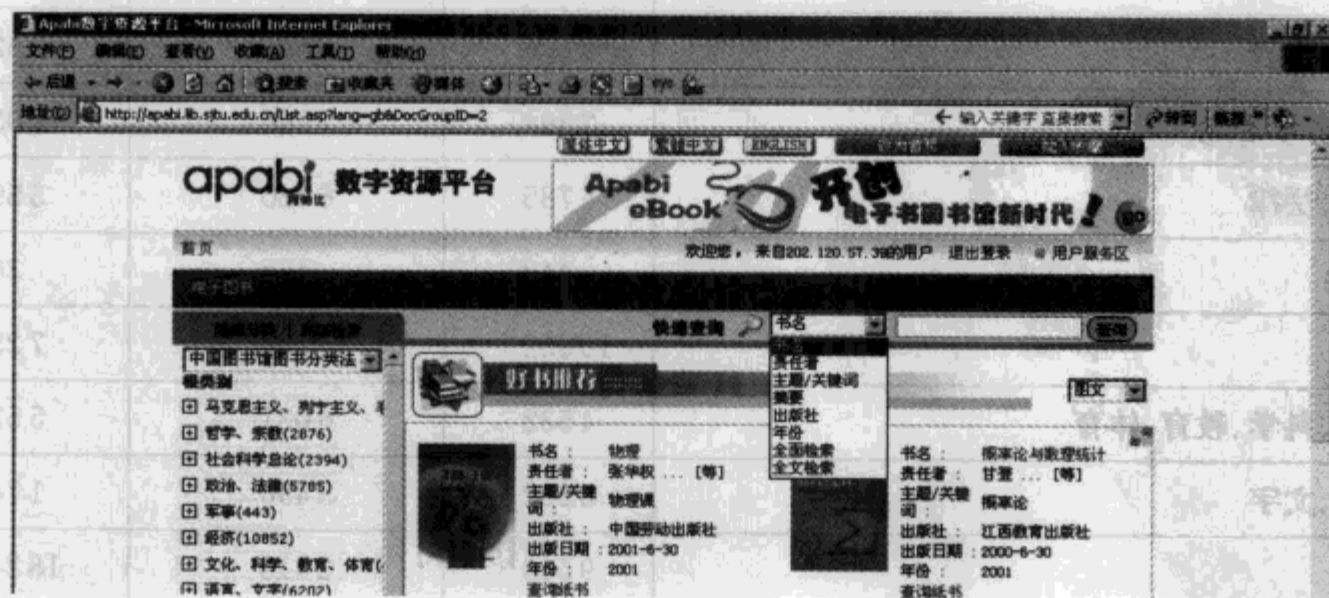 Apabi数字资源平台 - Microsoft Internet Explorer
文件(F) 编辑(E) 查看(V) 收藏(A) 工具(T) 帮助(H)
后退 搜索 收藏夹 媒体
地址(D) http://apabi.lib.sjtu.edu.cn/List.asp?lang=gb&DocGroupID=2 输入关键字 直接搜索 转到 链接 »
简体中文 繁體中文 ENGLISH
apabi 阿帕比 数字资源平台
Apabi eBook 开创
电子书图书馆新时代! go
首页 欢迎您，来自202.120.57.39的用户 退出登录 用户服务区
电子图书
快速查询 书名 查询
书名
责任者
主题/关键词
摘要
出版社
年份
全面检索
全文检索
中国图书馆图书分类法
根类别
马克思主义、列宁主义、
哲学、宗教(2876)
社会科学总论(2394)
政治、法律(5785)
军事(443)
经济(10852)
文化、科学、教育、体育(
语言、文字(6202)
好书推荐 图文
书名： 物理
责任者： 张华权 ... [等]
主题/关键词： 物理课
出版社： 中国劳动出版社
出版日期：2001-6-30
年份： 2001
查询纸书
书名： 概率论与数理统计
责任者： 甘登 ... [等]
主题/关键词： 概率论
出版社： 江西教育出版社
出版日期：2000-6-30
年份： 2001
查询纸书